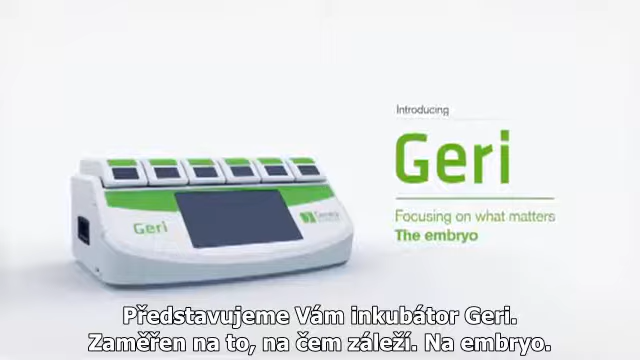 Introducing
Geri
Focusing on what matters
The embryo
Geri
Představujeme Vám inkubátor Geri.
Zaměřen na to, na čem záleží. Na embryo.